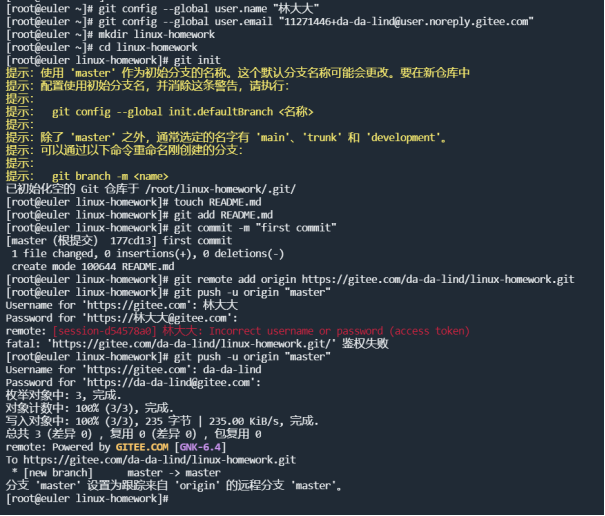 [root@euler ~]# git config --global user.name "林大大"
[root@euler ~]# git config --global user.email "11271446+da-da-lind@user.noreply.gitee.com"
[root@euler ~]# mkdir linux-homework
[root@euler ~]# cd linux-homework
[root@euler linux-homework]# git init
提示：使用 'master' 作为初始分支的名称。这个默认分支名称可能会更改。要在新仓库中
提示：配置使用初始分支名，并消除这条警告，请执行：
提示：
提示：  git config --global init.defaultBranch <名称>
提示：
提示：除了 'master' 之外，通常选定的名字有 'main'、'trunk' 和 'development'。
提示：可以通过以下命令重命名刚创建的分支：
提示：
提示：  git branch -m <name>
已初始化空的 Git 仓库于 /root/linux-homework/.git/
[root@euler linux-homework]# touch README.md
[root@euler linux-homework]# git add README.md
[root@euler linux-homework]# git commit -m "first commit"
[master（根提交） 177cd13] first commit
 1 file changed, 0 insertions(+), 0 deletions(-)
 create mode 100644 README.md
[root@euler linux-homework]# git remote add origin https://gitee.com/da-da-lind/linux-homework.git
[root@euler linux-homework]# git push -u origin "master"
Username for 'https://gitee.com': 林大大
Password for 'https://林大大@gitee.com':
remote: [session-d54578a0] 林大大: Incorrect username or password (access token)
fatal: 'https://gitee.com/da-da-lind/linux-homework.git/' 鉴权失败
[root@euler linux-homework]# git push -u origin "master"
Username for 'https://gitee.com': da-da-lind
Password for 'https://da-da-lind@gitee.com':
枚举对象中: 3, 完成.
对象计数中: 100% (3/3), 完成.
写入对象中: 100% (3/3), 235 字节 | 235.00 KiB/s, 完成.
总共 3（差异 0），复用 0（差异 0），包复用 0
remote: Powered by GITEE.COM [GNK-6.4]
To https://gitee.com/da-da-lind/linux-homework.git
 * [new branch]      master -> master
分支 'master' 设置为跟踪来自 'origin' 的远程分支 'master'。
[root@euler linux-homework]#